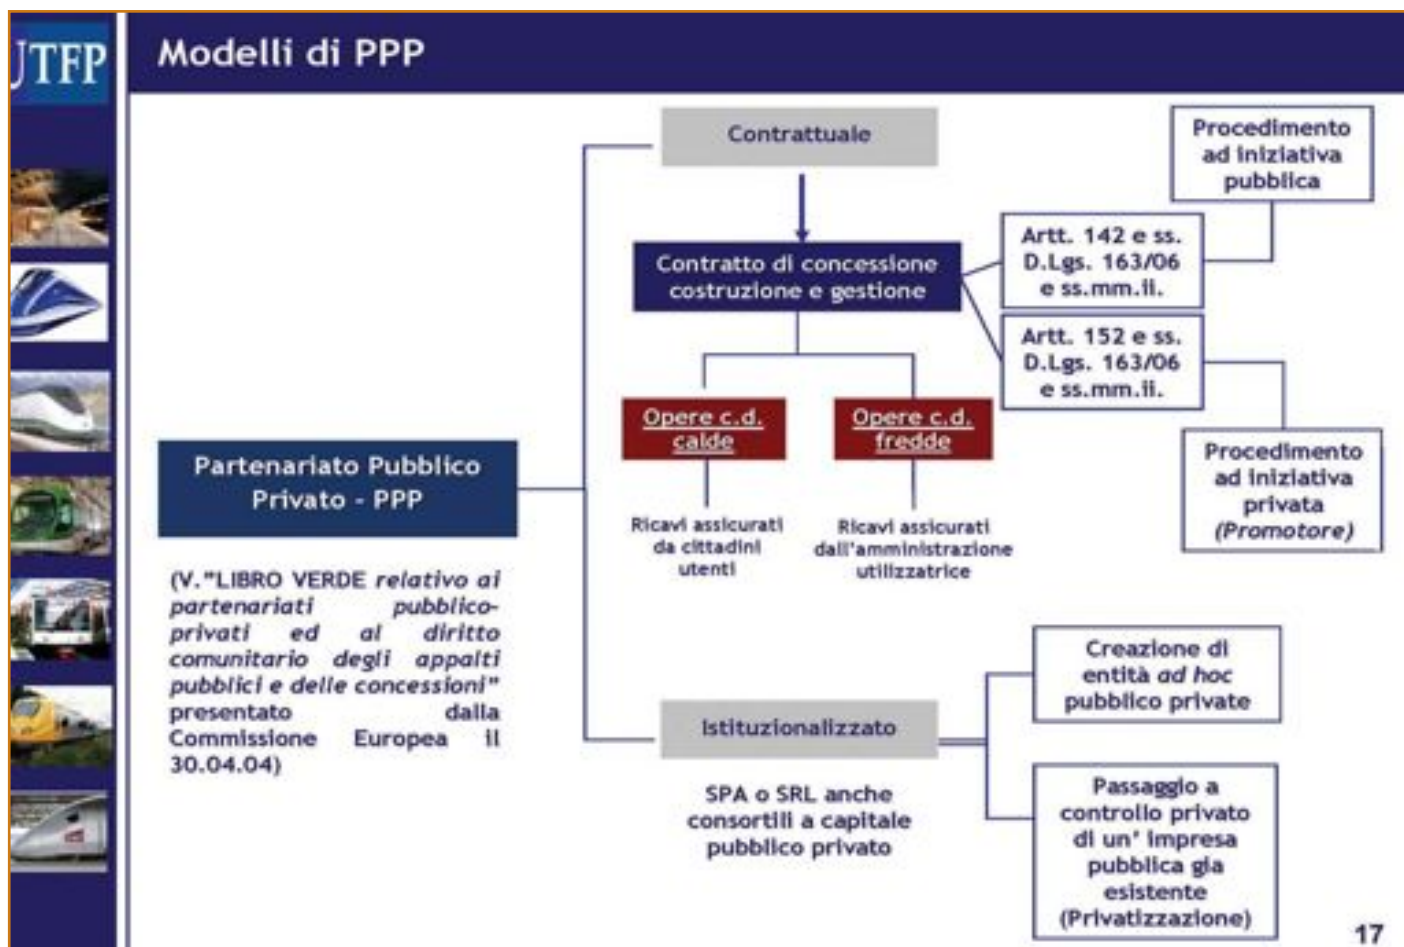 UTFP
Modelli di PPP
Contrattuale
Procedimento
ad iniziativa
pubblica
Artt. 142 e ss.
D.Lgs. 163/06
e ss.mm.ii.
Contratto di concessione
costruzione e gestione
Artt. 152 e ss.
D.Lgs. 163/06
e ss.mm.ii.
Opere c.d.
calde
Opere c.d.
fredde
Procedimento
ad iniziativa
privata
(Promotore)
Partenariato Pubblico
Privato - PPP
Ricavi assicurati
da cittadini
utenti
Ricavi assicurati
dall'amministrazione
utilizzatrice
(V."LIBRO VERDE relativo ai
partenariati pubblico-
privati ed al diritto
comunitario degli appalti
pubblici e delle concessioni"
presentato dalla
Commissione Europea il
30.04.04)
Creazione di
entità ad hoc
pubblico private
Istituzionalizzato
SPA o SRL anche
consortili a capitale
pubblico privato
Passaggio a
controllo privato
di un' impresa
pubblica già
esistente
(Privatizzazione)
17